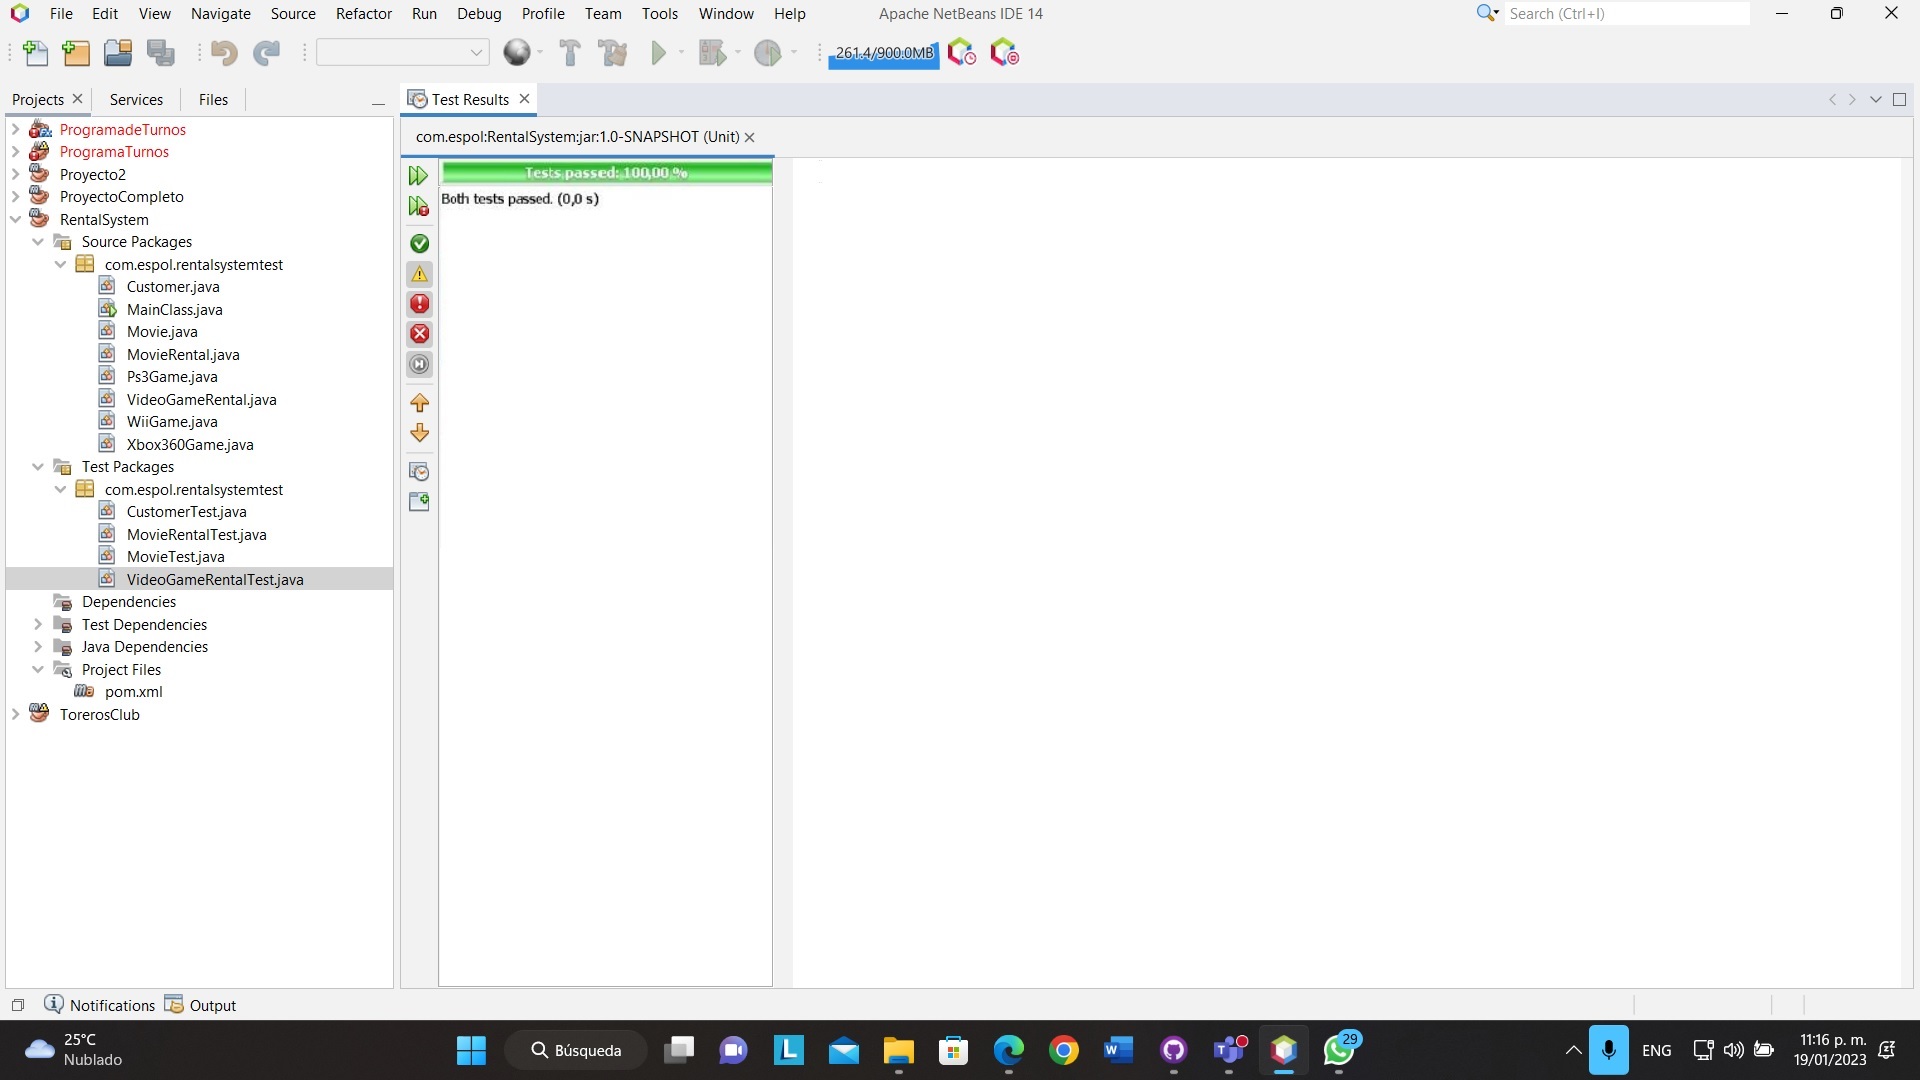 File Edit View Navigate Source Refactor Run Debug Profile Team Tools Window Help Apache NetBeans IDE 14 Search (Ctrl+I)
261.4/900.0MB
Projects Services Files Test Results
com.espol:RentalSystem:jar:1.0-SNAPSHOT (Unit)
Tests passed: 100,00 %
Both tests passed. (0,0 s)
ProgramadeTurnos
ProgramaTurnos
Proyecto2
ProyectoCompleto
RentalSystem
Source Packages
com.espol.rentalsystemtest
Customer.java
MainClass.java
Movie.java
MovieRental.java
Ps3Game.java
VideoGameRental.java
WiiGame.java
Xbox360Game.java
Test Packages
com.espol.rentalsystemtest
CustomerTest.java
MovieRentalTest.java
MovieTest.java
VideoGameRentalTest.java
Dependencies
Test Dependencies
Java Dependencies
Project Files
pom.xml
TorerosClub
Notifications Output
25°C
Nublado
Búsqueda
29
ENG
11:16 p. m.
19/01/2023